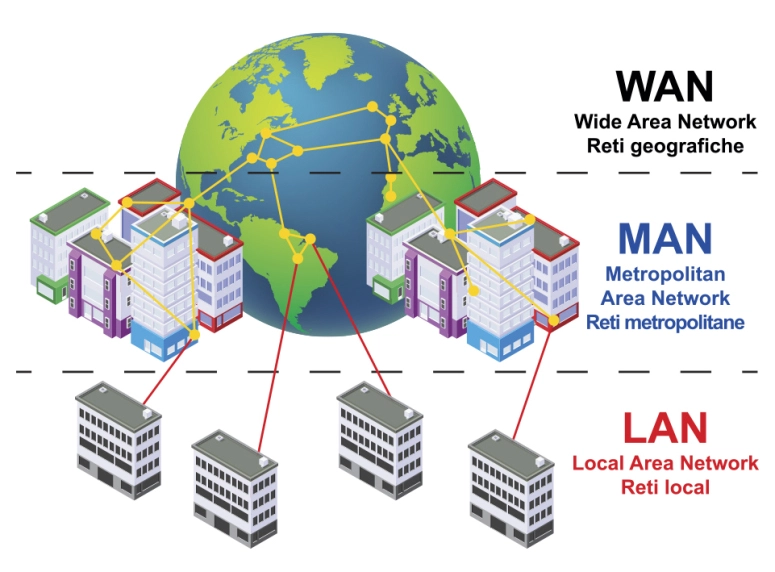 WAN
Wide Area Network
Reti geografiche
MAN
Metropolitan
Area Network
Reti metropolitane
LAN
Local Area Network
Reti local